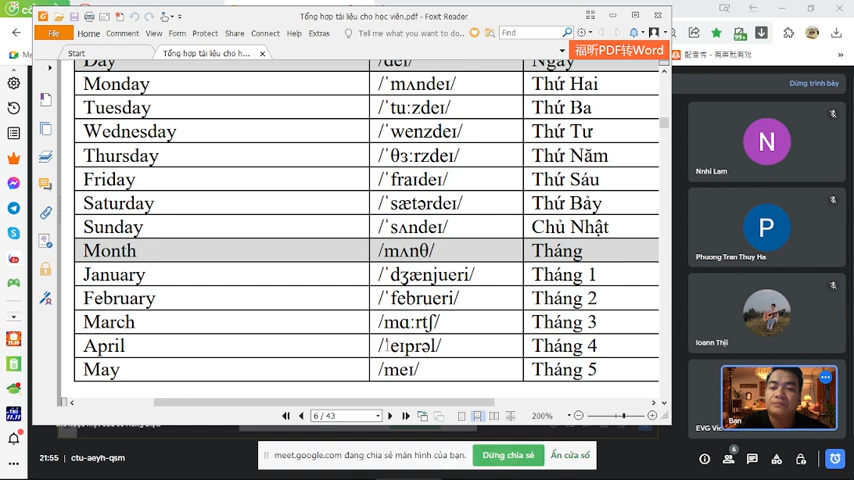 Tổng hợp tài liệu cho học viên.pdf - Foxit Reader
File Home Comment View Form Protect Share Connect Help Extras Tell me what you want to do... Find
Start Tổng hợp tài liệu cho h...
福昕PDF转Word
Day /deɪ/ Ngày
Monday /ˈmʌndeɪ/ Thứ Hai
Tuesday /ˈtuːzdeɪ/ Thứ Ba
Wednesday /ˈwenzdeɪ/ Thứ Tư
Thursday /ˈθɜːrzdeɪ/ Thứ Năm
Friday /ˈfraɪdeɪ/ Thứ Sáu
Saturday /ˈsætərdeɪ/ Thứ Bảy
Sunday /ˈsʌndeɪ/ Chủ Nhật
Month /mʌnθ/ Tháng
January /ˈdʒænjueri/ Tháng 1
February /ˈfebrueri/ Tháng 2
March /mɑːrtʃ/ Tháng 3
April /ˈeɪprəl/ Tháng 4
May /meɪ/ Tháng 5
6 / 43 200%
Dừng trình bày
N
Nnhi Lam
P
Phuong Tran Thuy Ha
Ioann Thịi
Bạn
21:55 ctu-aeyh-qsm
meet.google.com đang chia sẻ màn hình của bạn. Dừng chia sẻ Ẩn cửa sổ
6